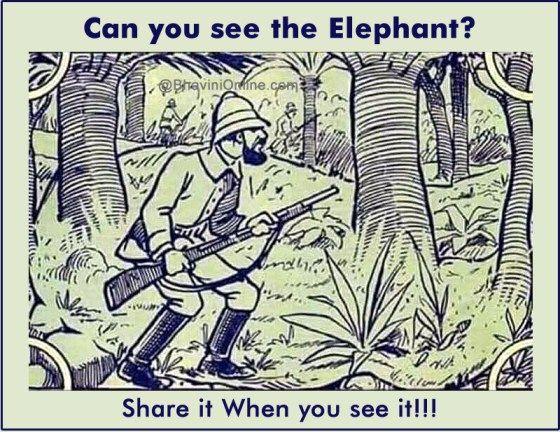 Can you see the Elephant?
@BhaviniOnline.com
Share it When you see it!!!